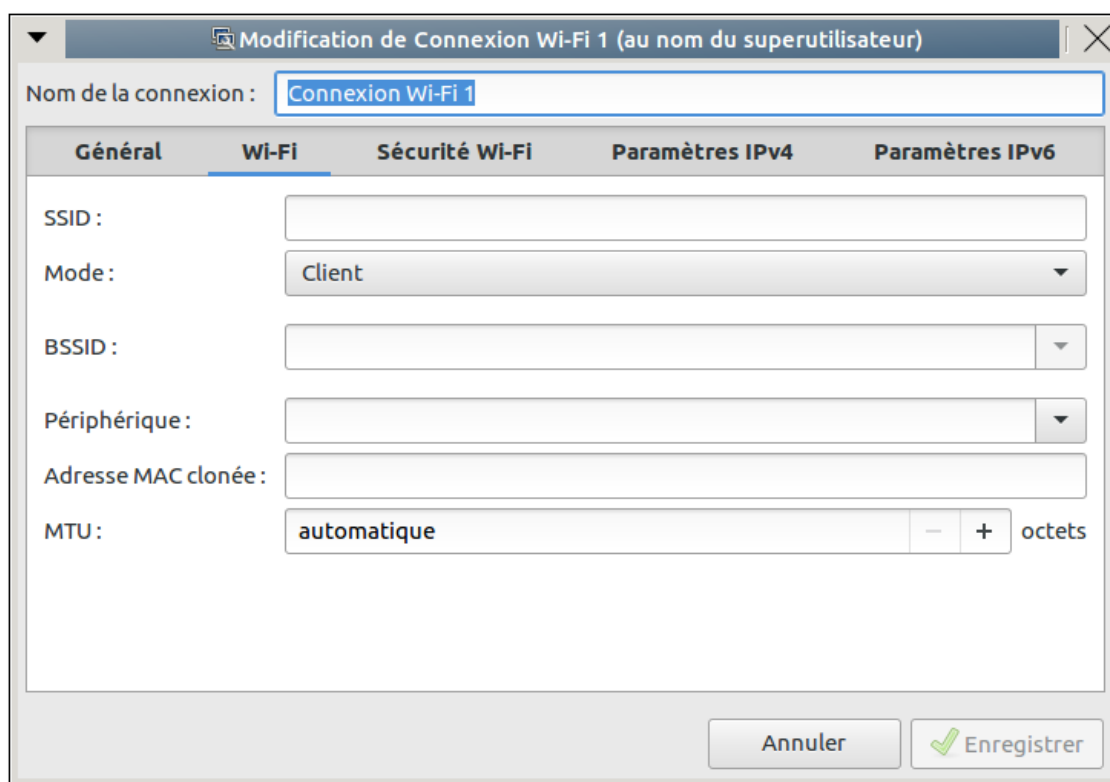 Modification de Connexion Wi-Fi 1 (au nom du superutilisateur)
Nom de la connexion : Connexion Wi-Fi 1
Général Wi-Fi Sécurité Wi-Fi Paramètres IPv4 Paramètres IPv6
SSID :
Mode : Client
BSSID :
Périphérique :
Adresse MAC clonée :
MTU : automatique − + octets
Annuler Enregistrer